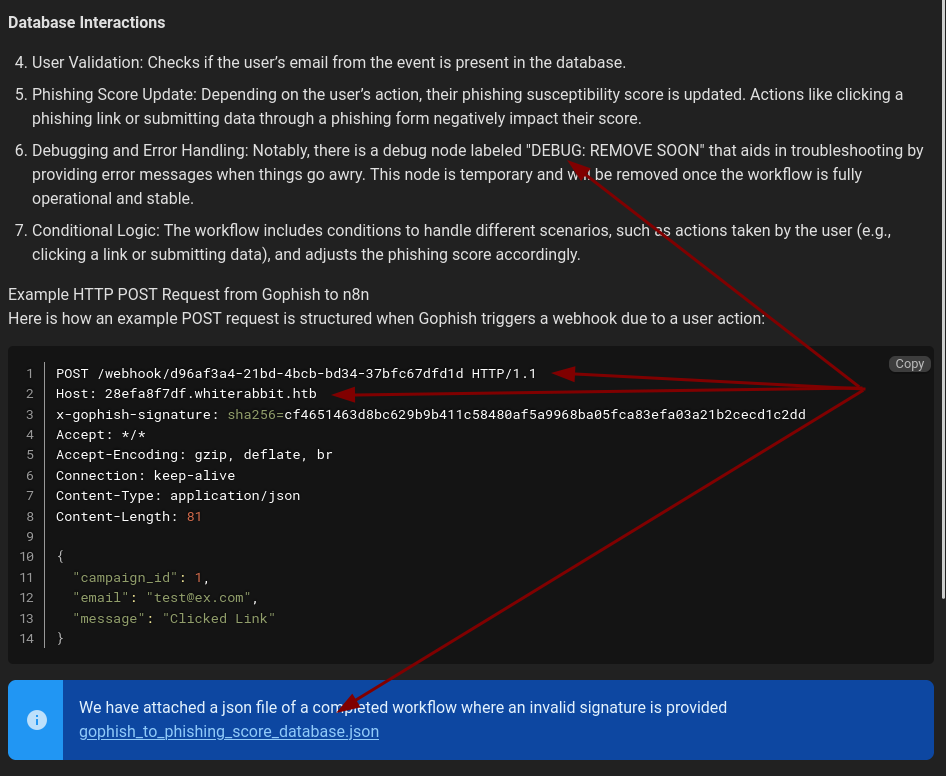 Database Interactions
4. User Validation: Checks if the user’s email from the event is present in the database.
5. Phishing Score Update: Depending on the user’s action, their phishing susceptibility score is updated. Actions like clicking a
phishing link or submitting data through a phishing form negatively impact their score.
6. Debugging and Error Handling: Notably, there is a debug node labeled "DEBUG: REMOVE SOON" that aids in troubleshooting by
providing error messages when things go awry. This node is temporary and will be removed once the workflow is fully
operational and stable.
7. Conditional Logic: The workflow includes conditions to handle different scenarios, such as actions taken by the user (e.g.,
clicking a link or submitting data), and adjusts the phishing score accordingly.
Example HTTP POST Request from Gophish to n8n
Here is how an example POST request is structured when Gophish triggers a webhook due to a user action:
Copy
1 POST /webhook/d96af3a4-21bd-4bcb-bd34-37bfc67dfd1d HTTP/1.1
2 Host: 28efa8f7df.whiterabbit.htb
3 x-gophish-signature: sha256=cf4651463d8bc629b9b411c58480af5a9968ba05fca83efa03a21b2cecd1c2dd
4 Accept: */*
5 Accept-Encoding: gzip, deflate, br
6 Connection: keep-alive
7 Content-Type: application/json
8 Content-Length: 81
9
10 {
11 "campaign_id": 1,
12 "email": "test@ex.com",
13 "message": "Clicked Link"
14 }
We have attached a json file of a completed workflow where an invalid signature is provided
gophish_to_phishing_score_database.json